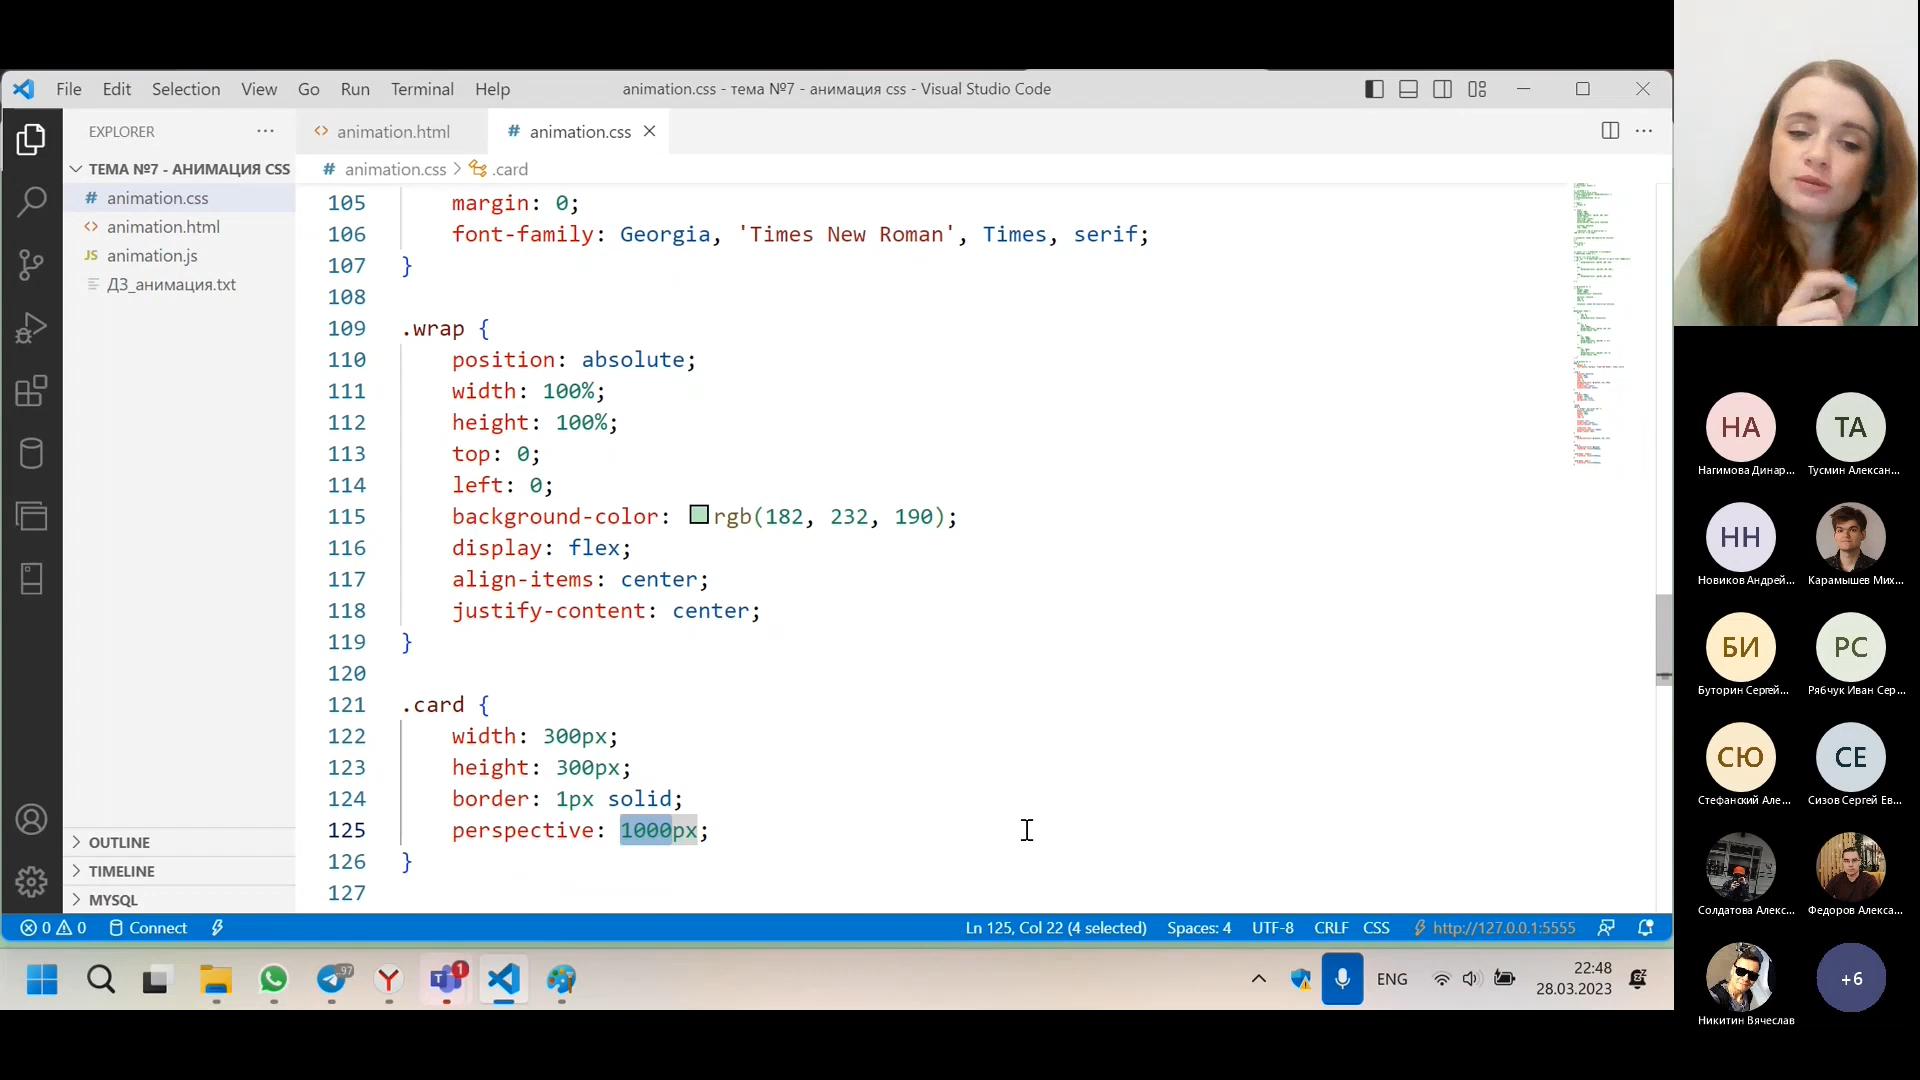 File Edit Selection View Go Run Terminal Help
animation.css - тема №7 - анимация css - Visual Studio Code
EXPLORER
ТЕМА №7 - АНИМАЦИЯ CSS
# animation.css
<> animation.html
JS animation.js
ДЗ_анимация.txt
OUTLINE
TIMELINE
MYSQL
<> animation.html
# animation.css
# animation.css > .card
105 margin: 0;
106 font-family: Georgia, 'Times New Roman', Times, serif;
107 }
108
109 .wrap {
110 position: absolute;
111 width: 100%;
112 height: 100%;
113 top: 0;
114 left: 0;
115 background-color: rgb(182, 232, 190);
116 display: flex;
117 align-items: center;
118 justify-content: center;
119 }
120
121 .card {
122 width: 300px;
123 height: 300px;
124 border: 1px solid;
125 perspective: 1000px;
126 }
127
0 0 Connect
Ln 125, Col 22 (4 selected) Spaces: 4 UTF-8 CRLF CSS http://127.0.0.1:5555
97
1
ENG
22:48
28.03.2023
НА
Нагимова Динар...
ТА
Тусмин Алексан...
НН
Новиков Андрей...
Карамышев Мих...
БИ
Буторин Сергей...
РС
Рябчук Иван Сер...
СЮ
Стефанский Але...
СЕ
Сизов Сергей Ев...
Солдатова Алекс...
Федоров Алекса...
Никитин Вячеслав
+6